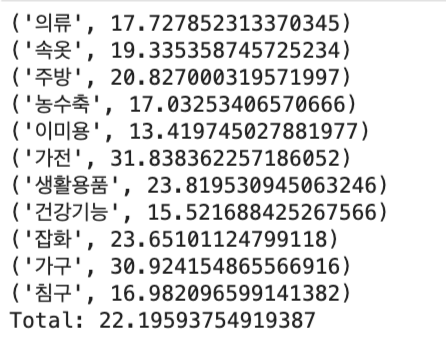 ('의류', 17.727852313370345)
('속옷', 19.335358745725234)
('주방', 20.827000319571997)
('농수축', 17.03253406570666)
('이미용', 13.419745027881977)
('가전', 31.838362257186052)
('생활용품', 23.819530945063246)
('건강기능', 15.521688425267566)
('잡화', 23.65101124799118)
('가구', 30.924154865566916)
('침구', 16.982096599141382)
Total: 22.19593754919387